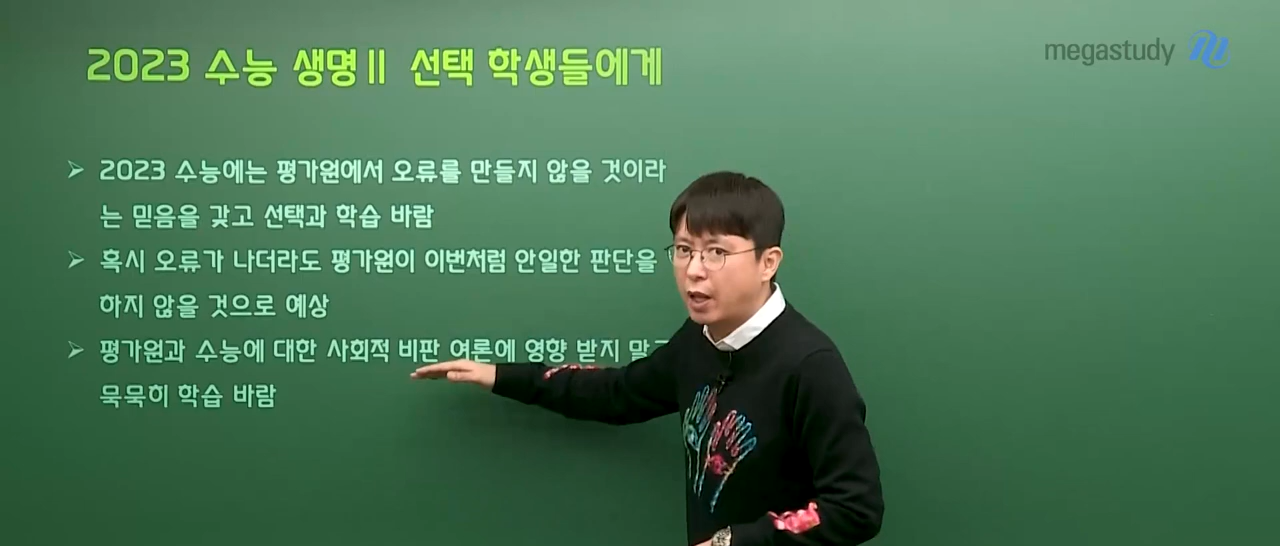 2023 수능 생명Ⅱ 선택 학생들에게
megastudy
➢ 2023 수능에는 평가원에서 오류를 만들지 않을 것이라
는 믿음을 갖고 선택과 학습 바람
➢ 혹시 오류가 나더라도 평가원이 이번처럼 안일한 판단을
하지 않을 것으로 예상
➢ 평가원과 수능에 대한 사회적 비판 여론에 영향 받지 말고
묵묵히 학습 바람